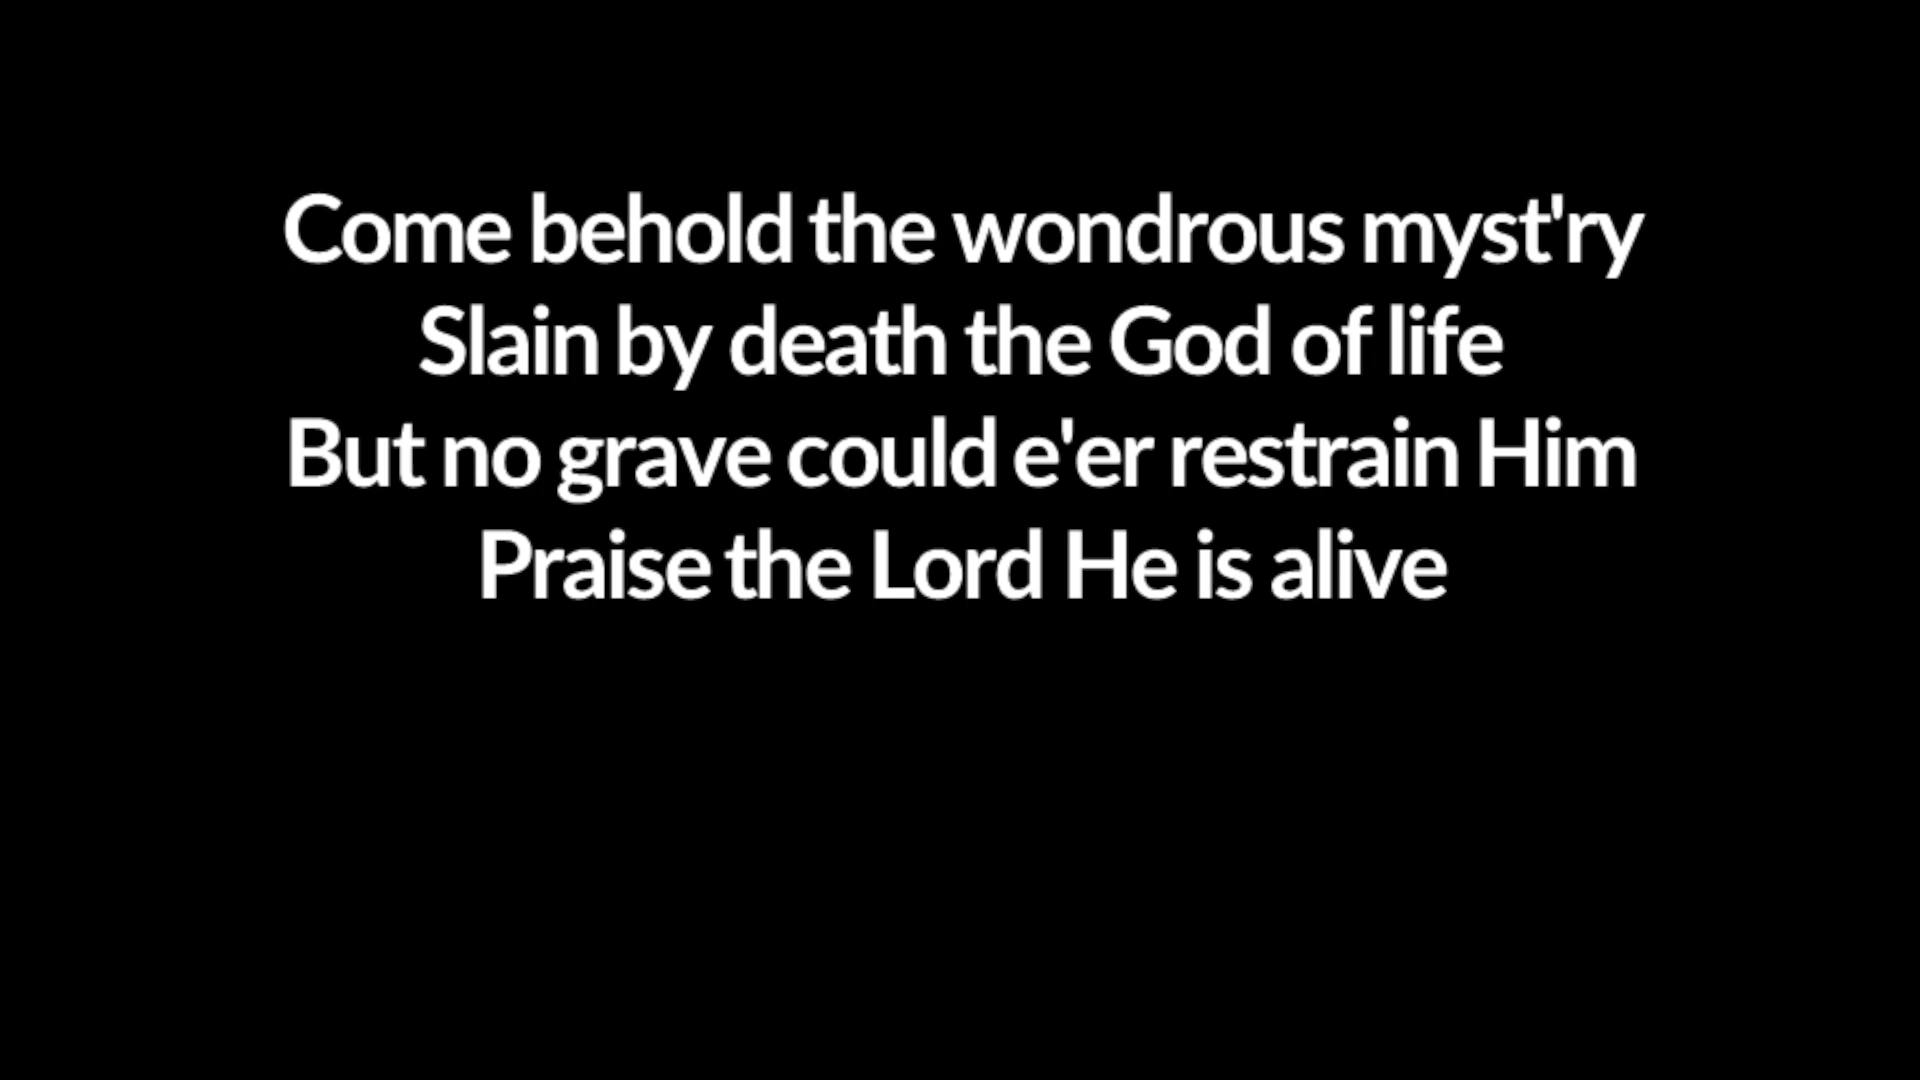 Come behold the wondrous myst'ry
Slain by death the God of life
But no grave could e'er restrain Him
Praise the Lord He is alive